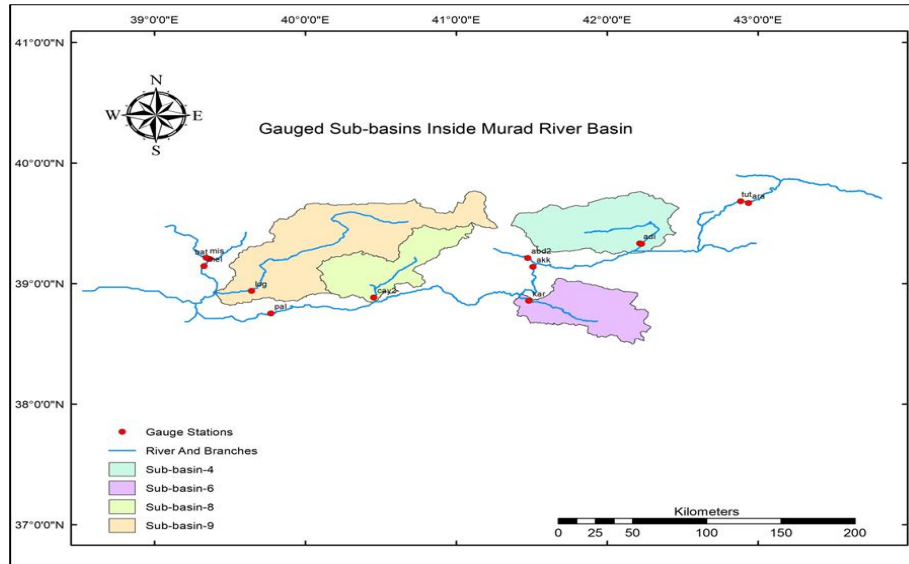 39°0'0"E 40°0'0"E 41°0'0"E 42°0'0"E 43°0'0"E
41°0'0"N
N
W E
S
Gauged Sub-basins Inside Murad River Basin
40°0'0"N
tut ara
adi
abd2
mis
akk
39°0'0"N
lug
cay2
kar
pal
38°0'0"N
Gauge Stations
River And Branches
Sub-basin-4
Sub-basin-6
Sub-basin-8
Sub-basin-9
37°0'0"N
Kilometers
0 25 50 100 150 200